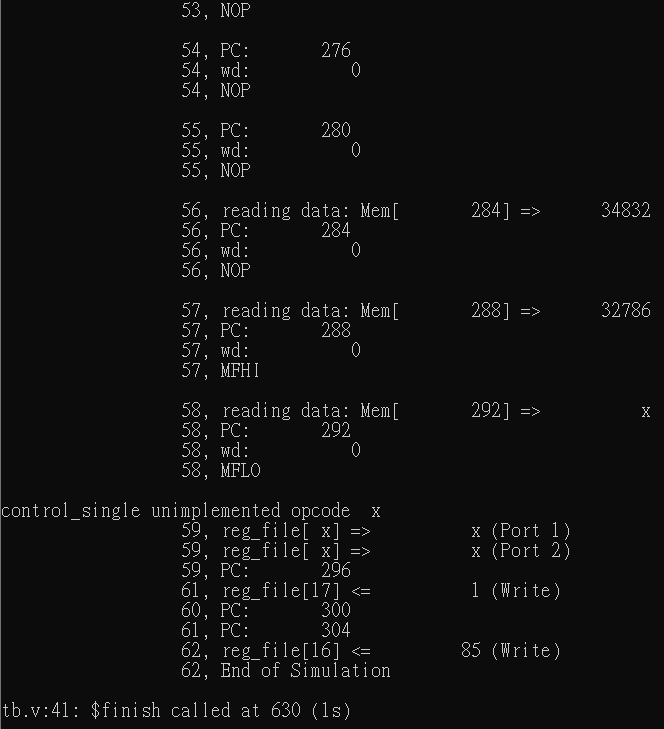 53, NOP
54, PC: 276
54, wd: 0
54, NOP
55, PC: 280
55, wd: 0
55, NOP
56, reading data: Mem[ 284] => 34832
56, PC: 284
56, wd: 0
56, NOP
57, reading data: Mem[ 288] => 32786
57, PC: 288
57, wd: 0
57, MFHI
58, reading data: Mem[ 292] => x
58, PC: 292
58, wd: 0
58, MFLO
control_single unimplemented opcode x
59, reg_file[ x] => x (Port 1)
59, reg_file[ x] => x (Port 2)
59, PC: 296
61, reg_file[17] <= 1 (Write)
60, PC: 300
61, PC: 304
62, reg_file[16] <= 85 (Write)
62, End of Simulation
tb.v:41: $finish called at 630 (1s)